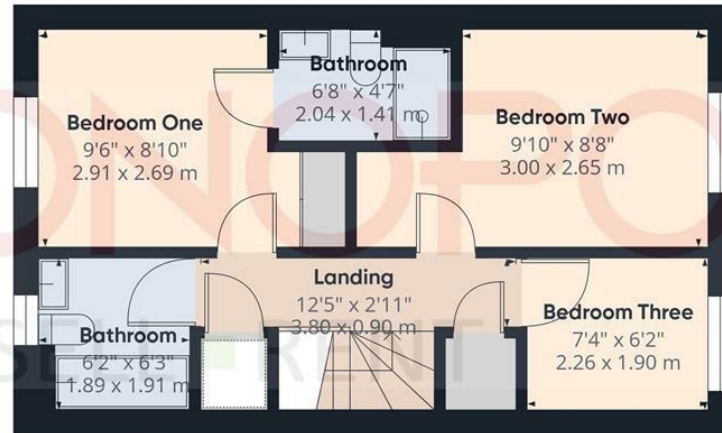 Bedroom One
9'6" x 8'10"
2.91 x 2.69 m
Bathroom
6'8" x 4'7"
2.04 x 1.41 m
Bedroom Two
9'10" x 8'8"
3.00 x 2.65 m
Landing
12'5" x 2'11"
3.80 x 0.90 m
Bathroom
6'2" x 6'3"
1.89 x 1.91 m
Bedroom Three
7'4" x 6'2"
2.26 x 1.90 m
ONOPO
SELL RENT